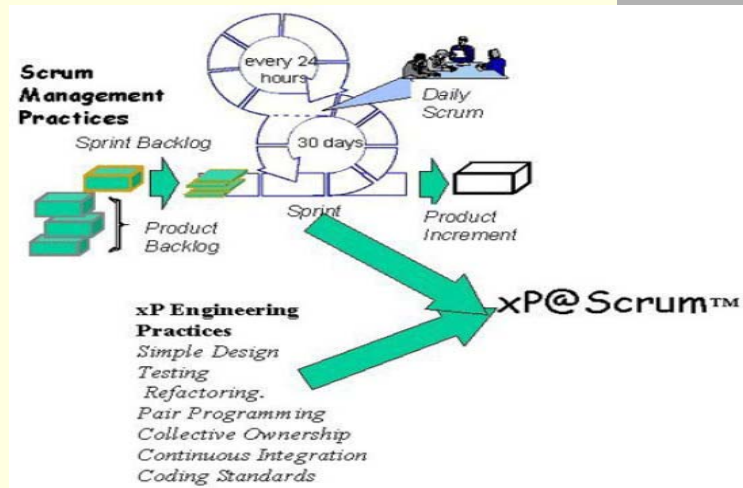 Scrum
Management
Practices
every 24
hours
Daily
Scrum
Sprint Backlog
30 days
Sprint
Product
Backlog
Product
Increment
xP@Scrum™
xP Engineering
Practices
Simple Design
Testing
Refactoring.
Pair Programming
Collective Ownership
Continuous Integration
Coding Standards